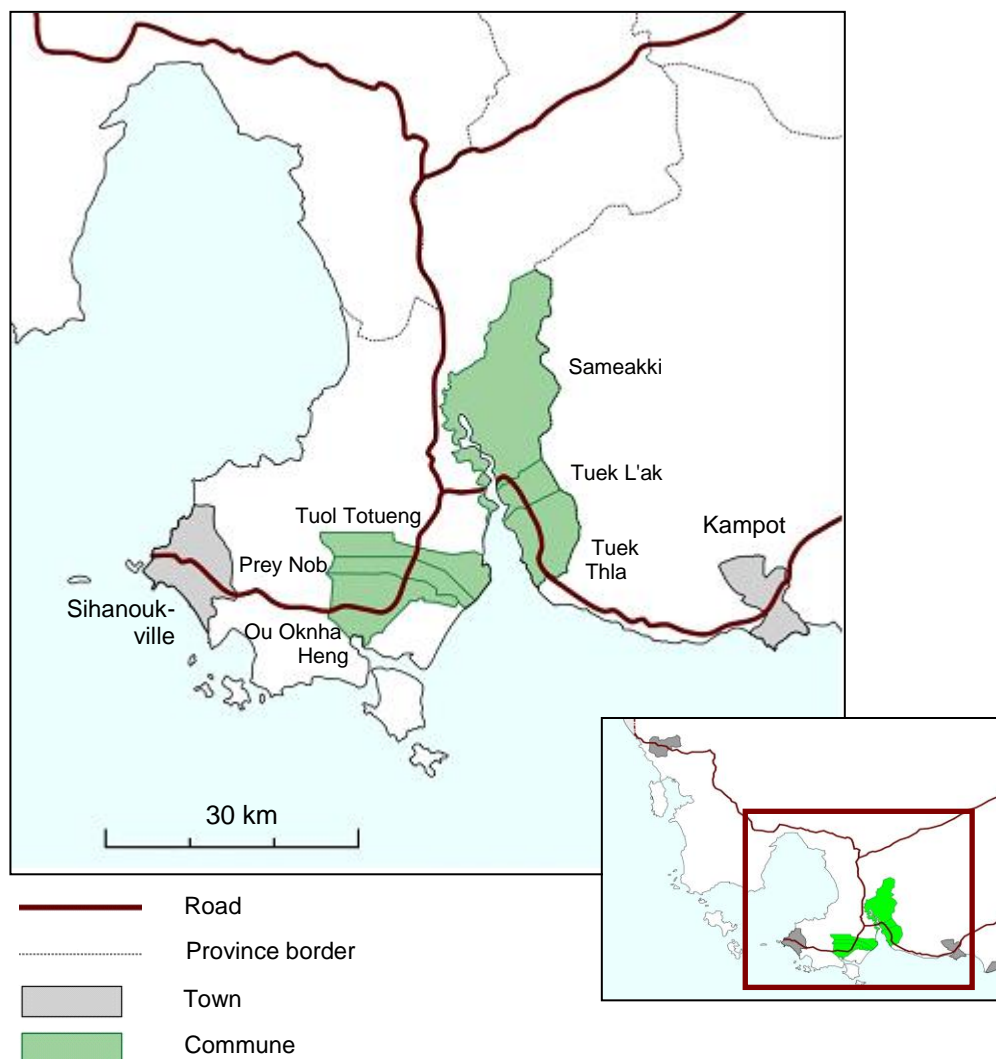 Sameakki
Tuek L'ak
Tuol Totueng
Kampot
Tuek
Thla
Prey Nob
Sihanouk-
ville
Ou Oknha
Heng
30 km
Road
Province border
Town
Commune